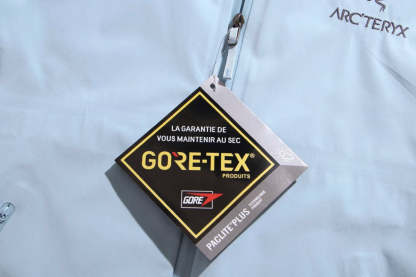 ARC'TERYX
LA GARANTIE DE
VOUS MAINTENIR AU SEC
GORE-TEX®
PRODUITS
GORE
PACLITE® PLUS